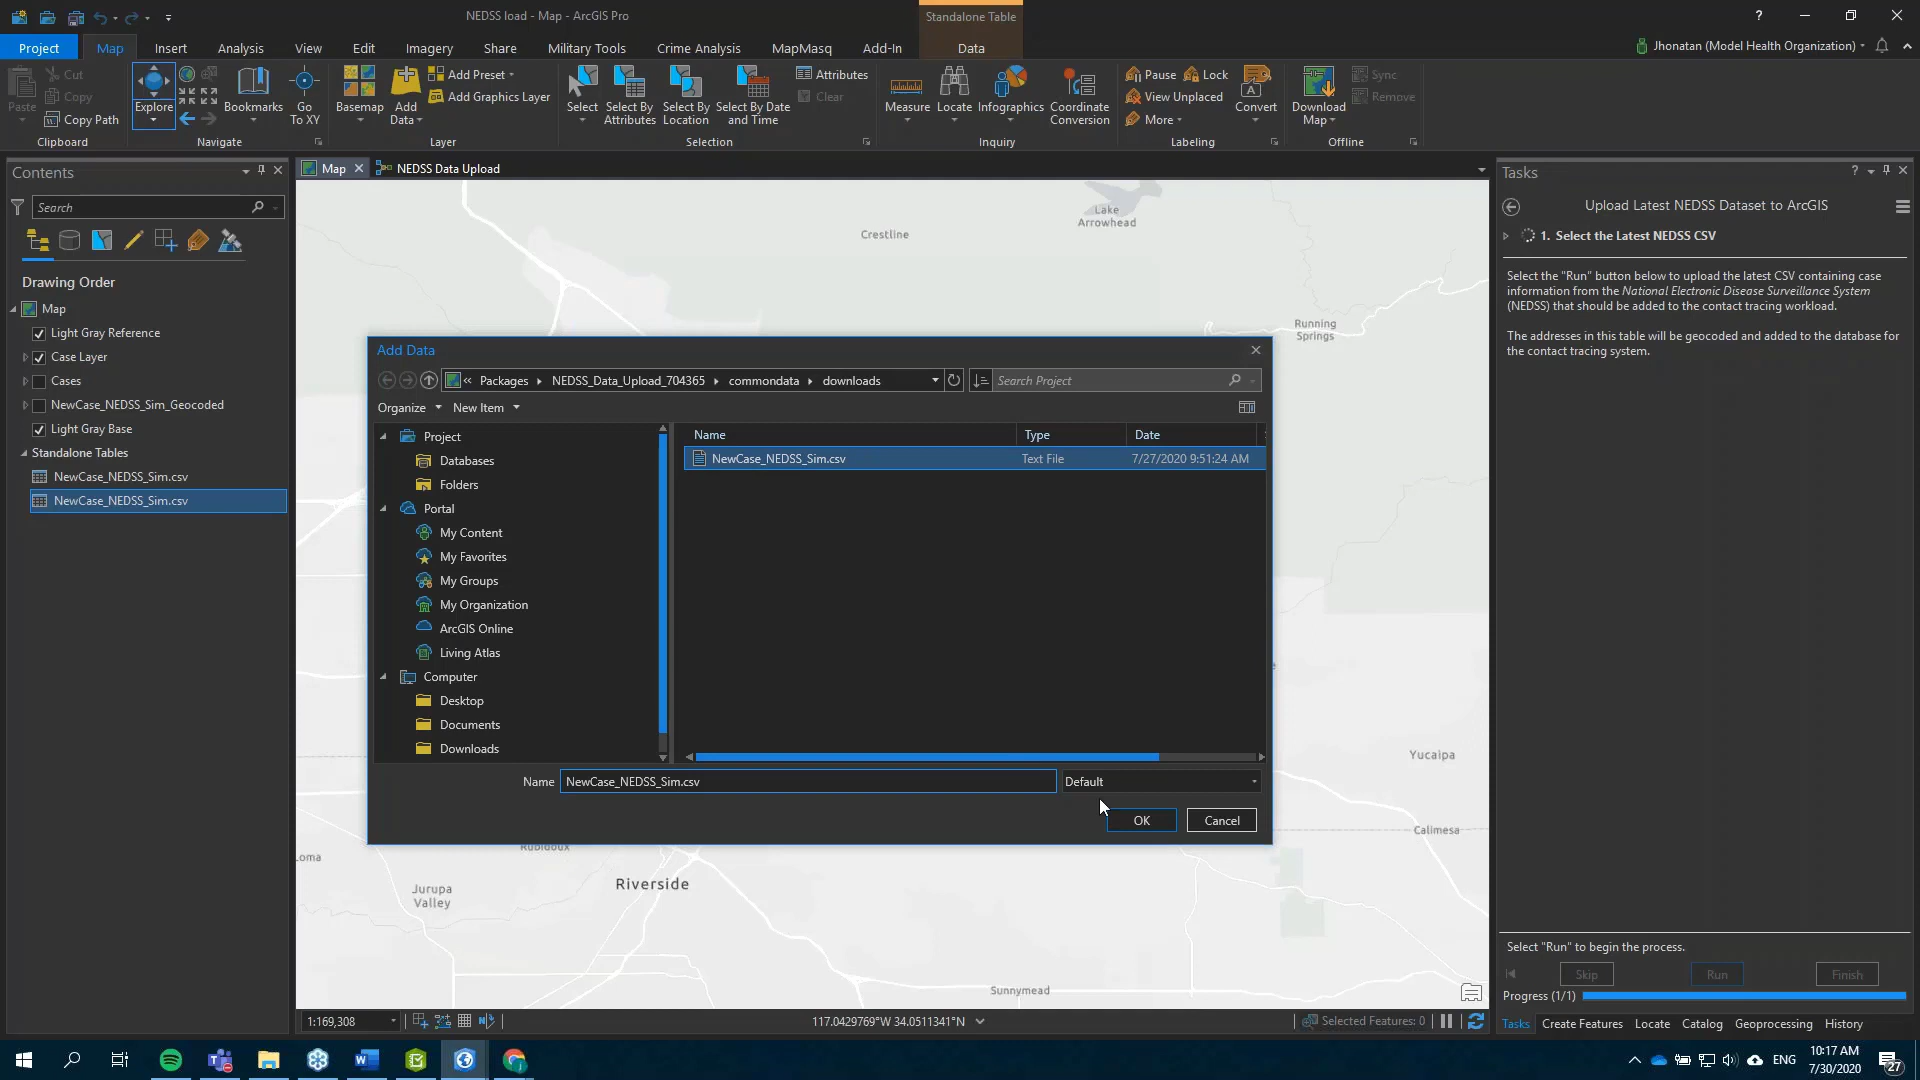 NEDSS load - Map - ArcGIS Pro
Standalone Table
?
Project
Map
Insert
Analysis
View
Edit
Imagery
Share
Military Tools
Crime Analysis
MapMasq
Add-In
Data
Jhonatan (Model Health Organization)
Paste
Cut
Copy
Copy Path
Clipboard
Explore
Bookmarks
Go To XY
Navigate
Basemap
Add Data
Add Preset
Add Graphics Layer
Layer
Select
Select By Attributes
Select By Location
Select By Date and Time
Attributes
Clear
Selection
Measure
Locate
Infographics
Coordinate Conversion
Inquiry
Pause
Lock
View Unplaced
More
Convert
Labeling
Download Map
Sync
Remove
Offline
Contents
Search
Drawing Order
Map
Light Gray Reference
Case Layer
Cases
NewCase_NEDSS_Sim_Geocoded
Light Gray Base
Standalone Tables
NewCase_NEDSS_Sim.csv
NewCase_NEDSS_Sim.csv
Map
NEDSS Data Upload
Lake Arrowhead
Crestline
Running Springs
Yucaipa
Calimesa
Loma
Rubidoux
Riverside
Jurupa Valley
Sunnymead
Add Data
« Packages
NEDSS_Data_Upload_704365
commondata
downloads
Search Project
Organize
New Item
Project
Databases
Folders
Portal
My Content
My Favorites
My Groups
My Organization
ArcGIS Online
Living Atlas
Computer
Desktop
Documents
Downloads
Name Type Date
NewCase_NEDSS_Sim.csv Text File 7/27/2020 9:51:24 AM
Name NewCase_NEDSS_Sim.csv Default
OK Cancel
1:169,308
117.0429769°W 34.0511341°N
Selected Features: 0
Tasks
?
Upload Latest NEDSS Dataset to ArcGIS
1. Select the Latest NEDSS CSV
Select the "Run" button below to upload the latest CSV containing case
information from the National Electronic Disease Surveillance System
(NEDSS) that should be added to the contact tracing workload.
The addresses in this table will be geocoded and added to the database for
the contact tracing system.
Select "Run" to begin the process.
Skip Run Finish
Progress (1/1)
Tasks Create Features Locate Catalog Geoprocessing History
ENG
10:17 AM
7/30/2020
27